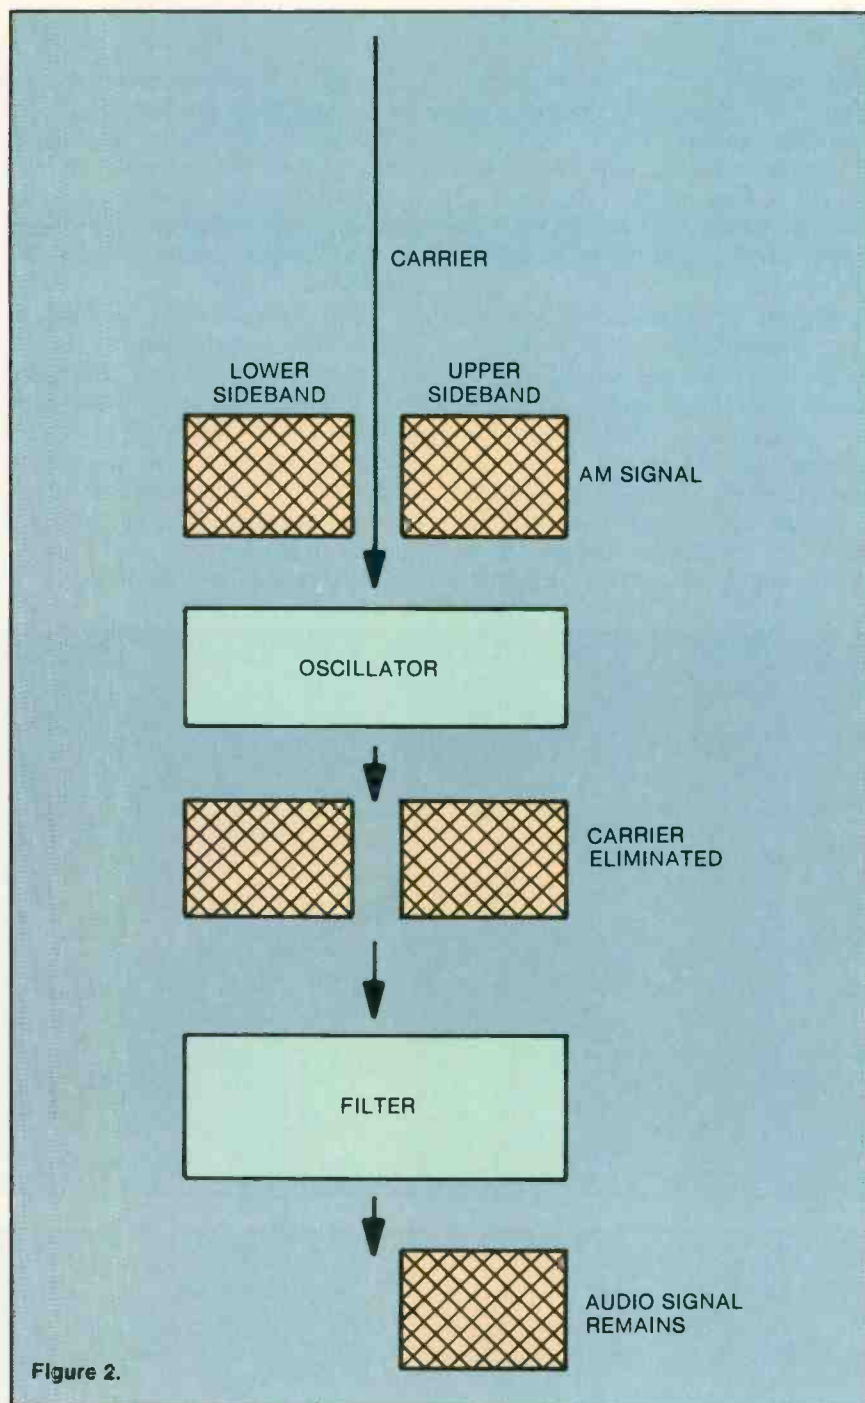 CARRIER
LOWER
SIDEBAND
UPPER
SIDEBAND
AM SIGNAL
OSCILLATOR
CARRIER
ELIMINATED
FILTER
AUDIO SIGNAL
REMAINS
Figure 2.